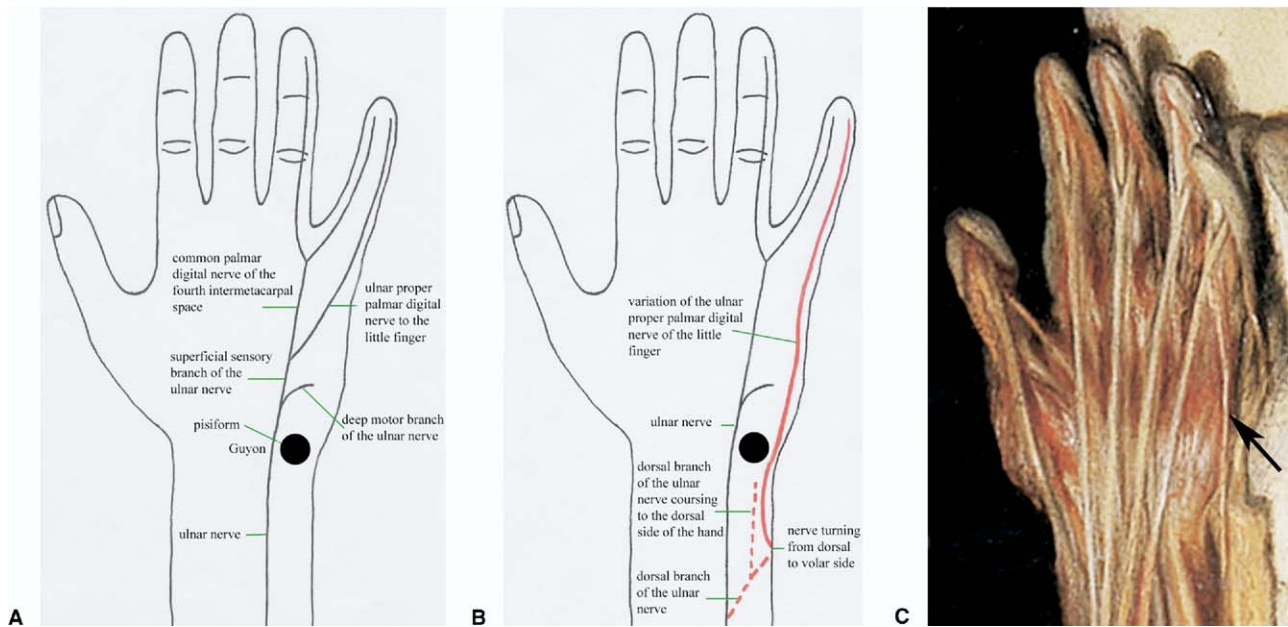 common palmar
digital nerve of the
fourth intermetacarpal
space
ulnar proper
palmar digital
nerve to the
little finger
superficial sensory
branch of the
ulnar nerve
deep motor branch
of the ulnar nerve
pisiform
Guyon
ulnar nerve
A
variation of the ulnar
proper palmar digital
nerve of the little
finger
ulnar nerve
dorsal branch
of the ulnar
nerve coursing
to the dorsal
side of the hand
nerve turning
from dorsal
to volar side
dorsal branch
of the ulnar
nerve
B
C